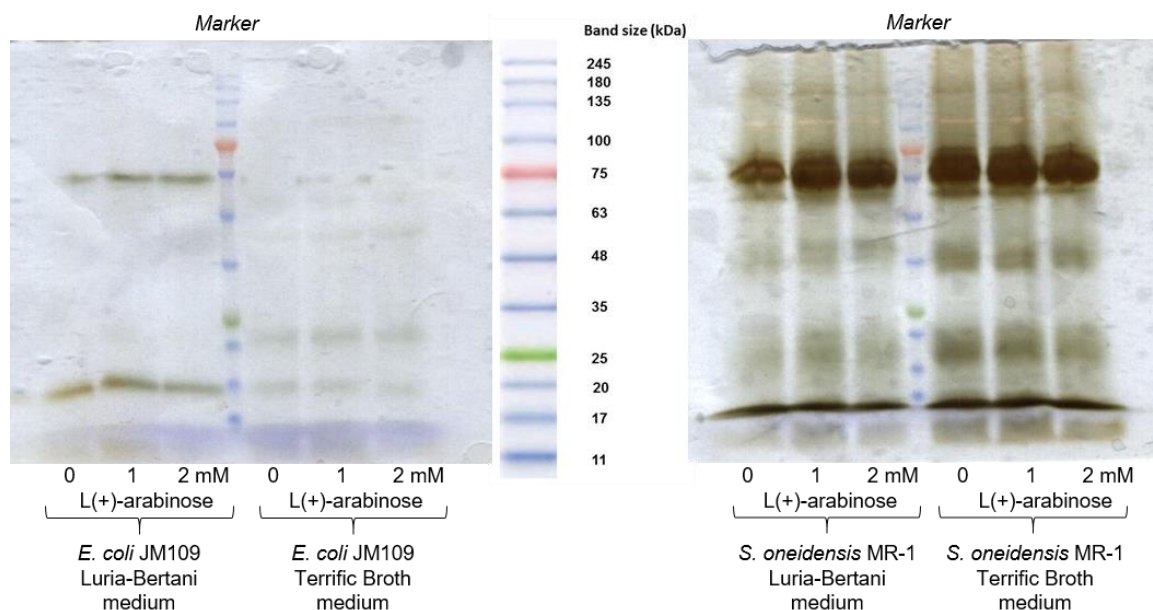 Marker
Band size (kDa)
245
180
135
100
75
63
48
35
25
20
17
11
Marker
0 1 2 mM
L(+)-arabinose
E. coli JM109
Luria-Bertani
medium
0 1 2 mM
L(+)-arabinose
E. coli JM109
Terrific Broth
medium
0 1 2 mM
L(+)-arabinose
S. oneidensis MR-1
Luria-Bertani
medium
0 1 2 mM
L(+)-arabinose
S. oneidensis MR-1
Terrific Broth
medium